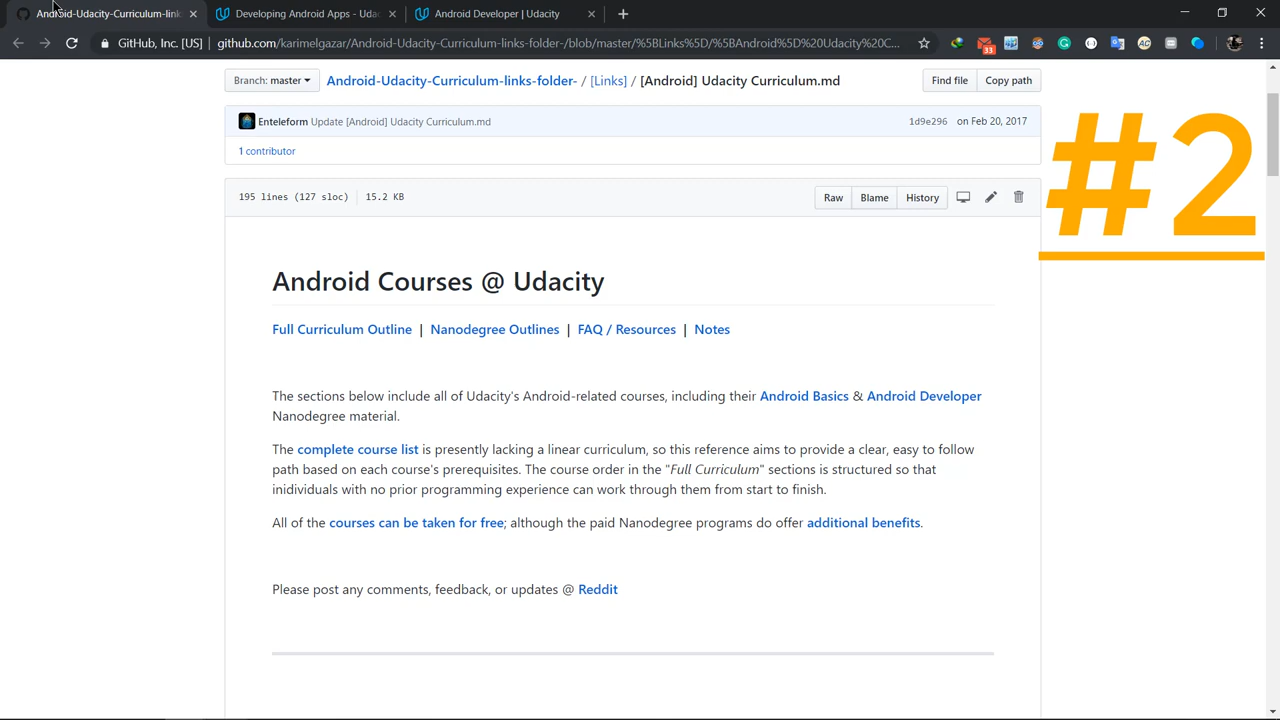 Android-Udacity-Curriculum-link
Developing Android Apps - Udac
Android Developer | Udacity
GitHub, Inc. [US]
github.com/karimelgazar/Android-Udacity-Curriculum-links-folder-/blob/master/%5BLinks%5D/%5BAndroid%5D%20Udacity%20C...
33
Branch: master
Android-Udacity-Curriculum-links-folder- / [Links] / [Android] Udacity Curriculum.md
Find file
Copy path
#2
Enteleform Update [Android] Udacity Curriculum.md
1d9e296 on Feb 20, 2017
1 contributor
195 lines (127 sloc) 15.2 KB
Raw
Blame
History
Android Courses @ Udacity
Full Curriculum Outline | Nanodegree Outlines | FAQ / Resources | Notes
The sections below include all of Udacity's Android-related courses, including their Android Basics & Android Developer
Nanodegree material.
The complete course list is presently lacking a linear curriculum, so this reference aims to provide a clear, easy to follow
path based on each course's prerequisites. The course order in the "Full Curriculum" sections is structured so that
inidividuals with no prior programming experience can work through them from start to finish.
All of the courses can be taken for free; although the paid Nanodegree programs do offer additional benefits.
Please post any comments, feedback, or updates @ Reddit